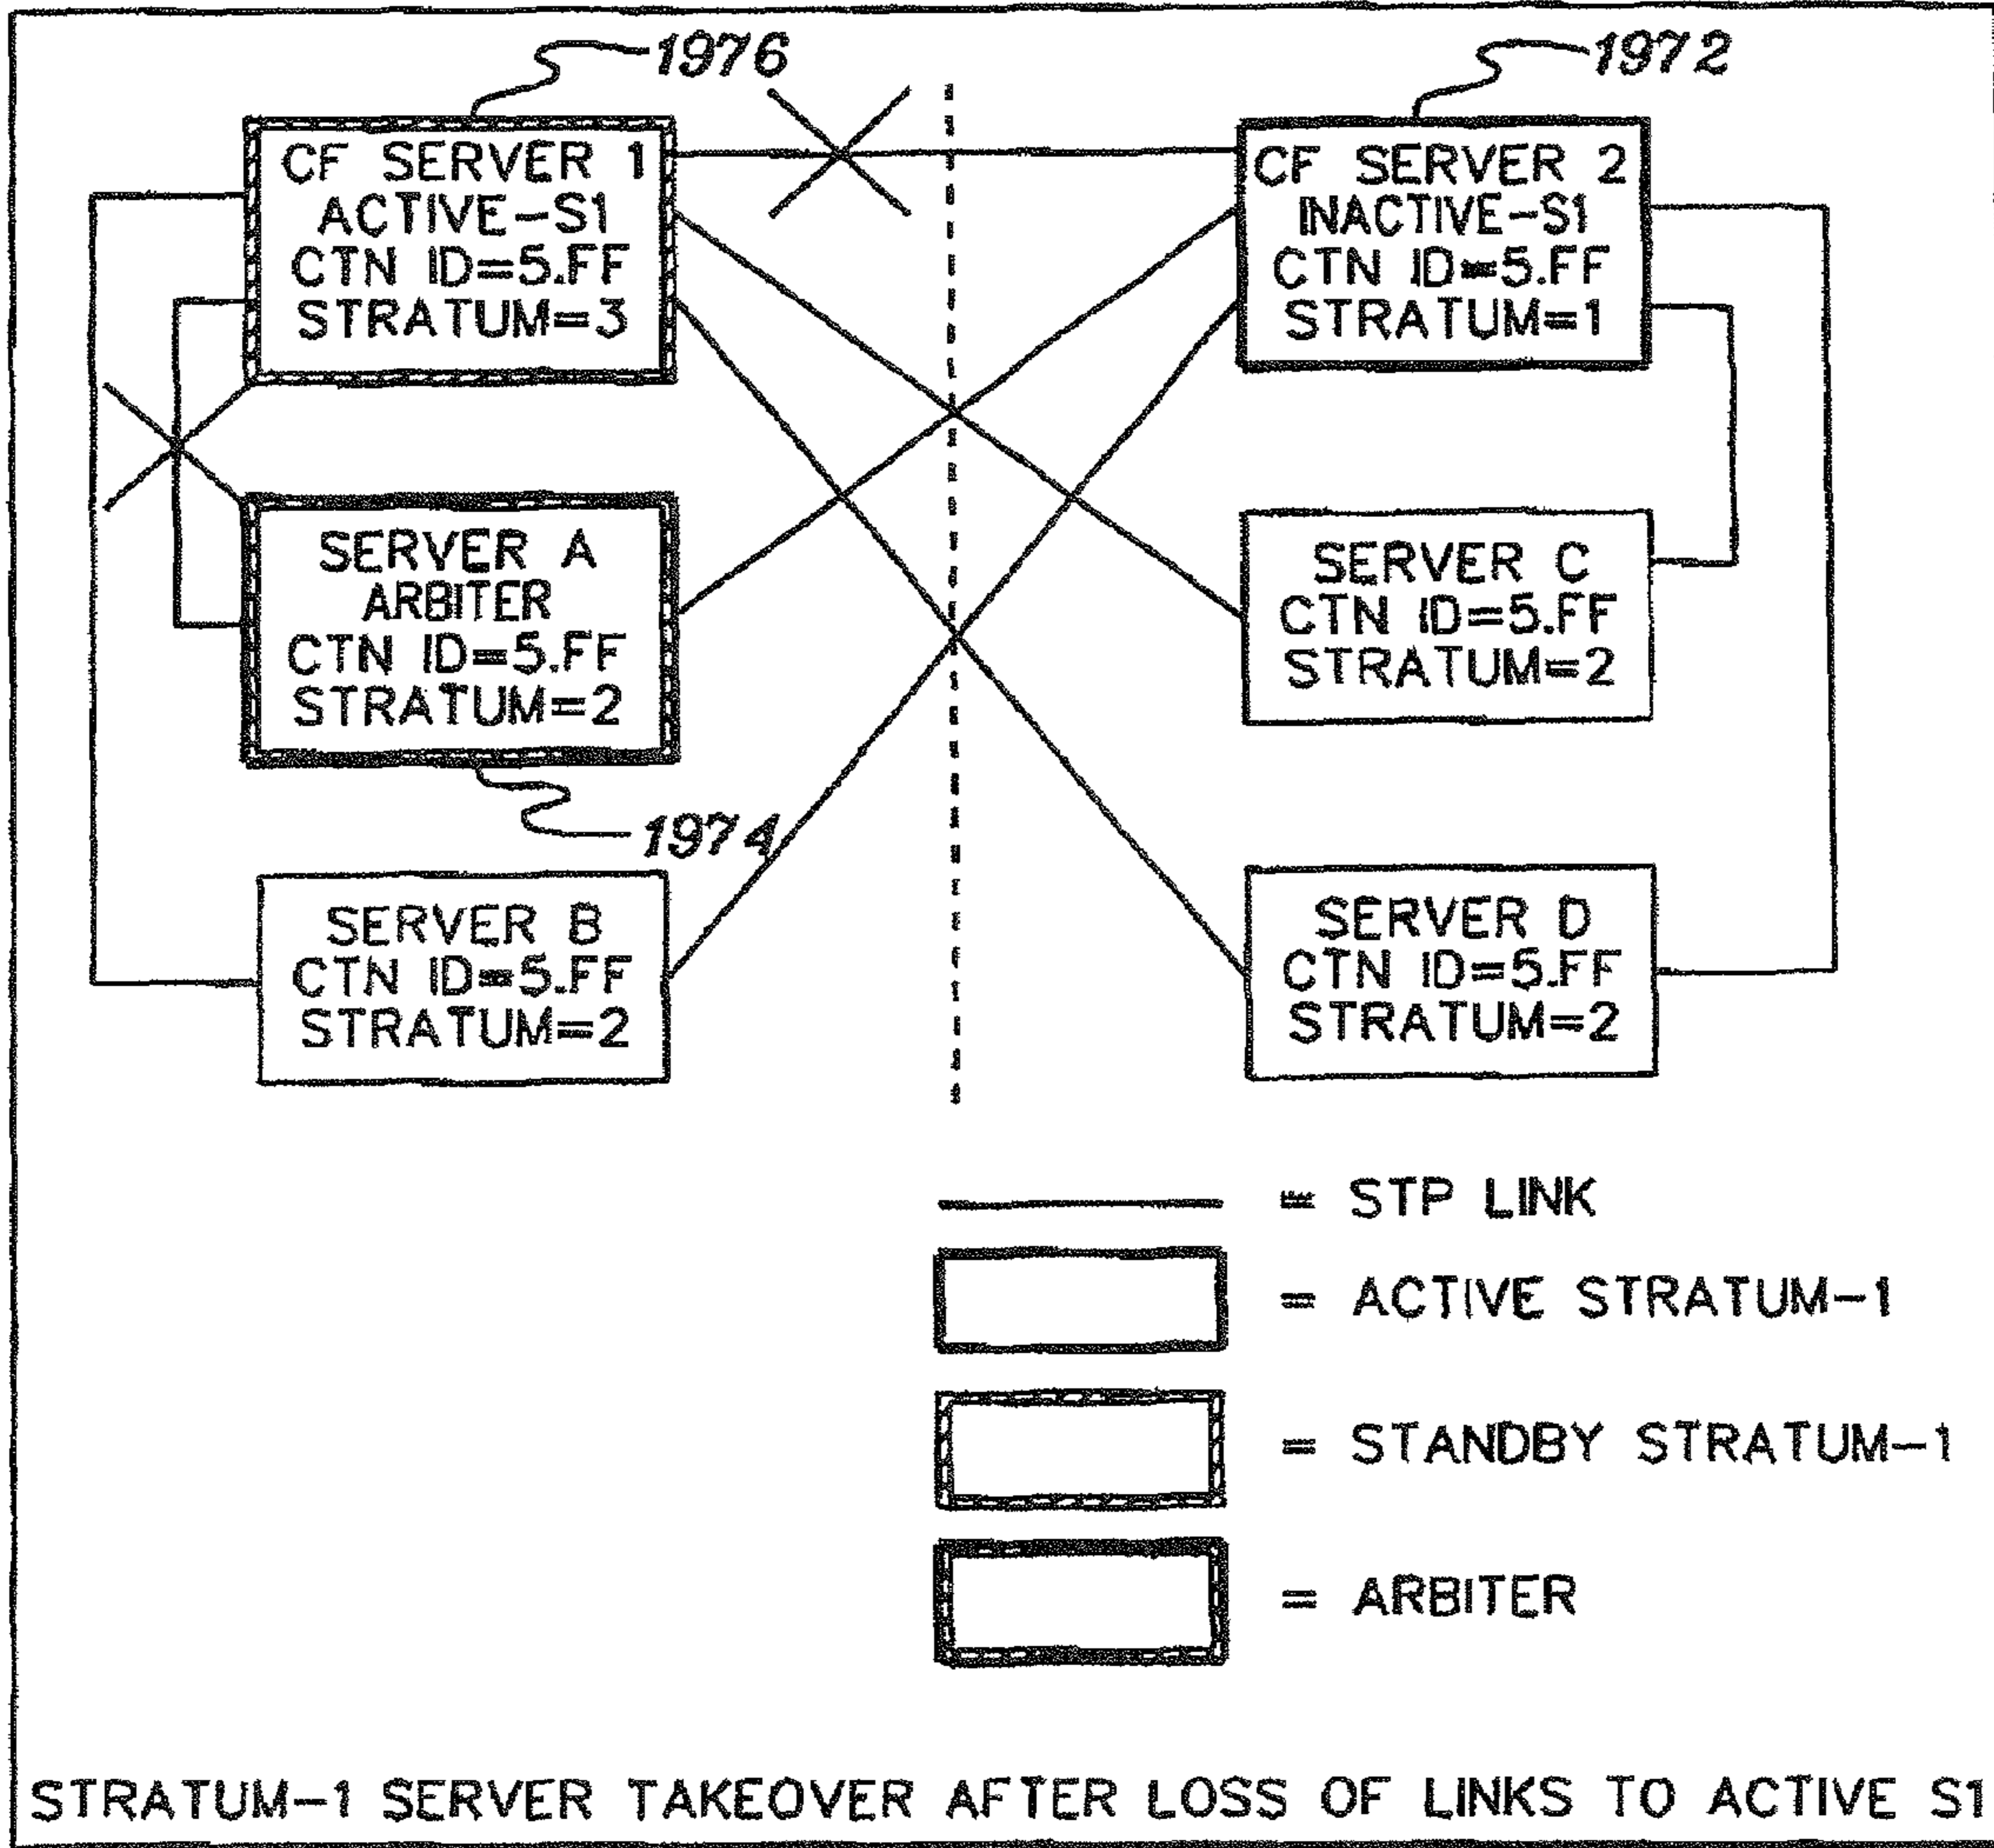 1976
1972
CF SERVER 1
ACTIVE-S1
CTN ID=5.FF
STRATUM=3
CF SERVER 2
INACTIVE-S1
CTN ID=5.FF
STRATUM=1
SERVER A
ARBITER
CTN ID=5.FF
STRATUM=2
1974
SERVER C
CTN ID=5.FF
STRATUM=2
SERVER B
CTN ID=5.FF
STRATUM=2
SERVER D
CTN ID=5.FF
STRATUM=2
= STP LINK
= ACTIVE STRATUM-1
= STANDBY STRATUM-1
= ARBITER
STRATUM-1 SERVER TAKEOVER AFTER LOSS OF LINKS TO ACTIVE S1